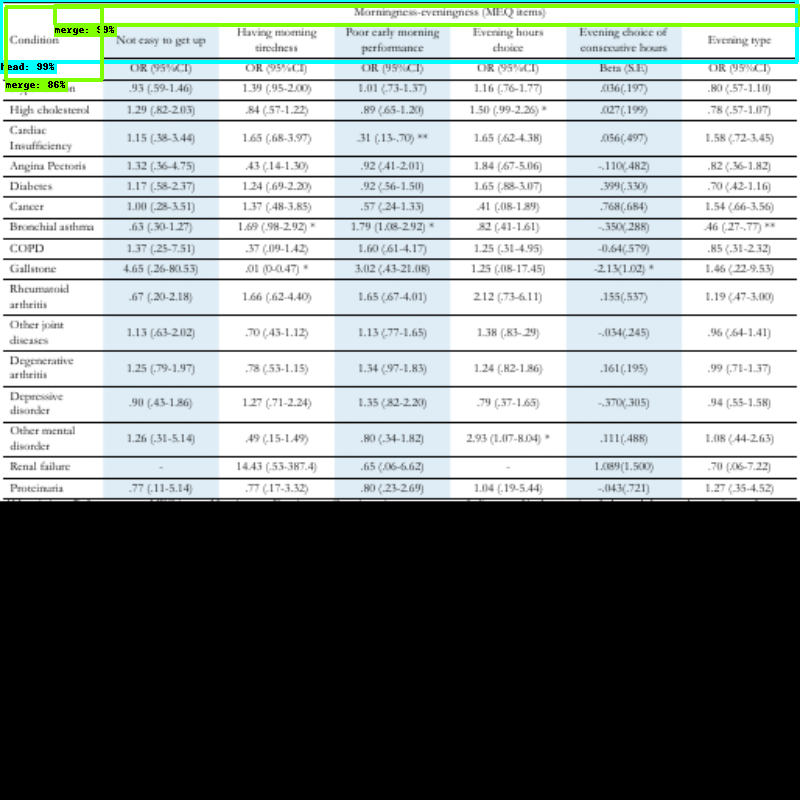 Morningness-eveningness (MEQ items)
merge: 99%
Condition Not easy to get up Having morning tiredness Poor early morning performance Evening hours choice Evening choice of consecutive hours Evening type
head: 99%
OR (95%CI) OR (95%CI) OR (95%CI) OR (95%CI) Beta (S.E) OR (95%CI)
merge: 86%
.93 (.59-1.46) 1.39 (.95-2.00) 1.01 (.73-1.37) 1.16 (.76-1.77) .036(.197) .80 (.57-1.10)
High cholesterol 1.29 (.82-2.03) .84 (.57-1.22) .89 (.65-1.20) 1.50 (.99-2.26) * .027(.199) .78 (.57-1.07)
Cardiac Insufficiency 1.15 (.38-3.44) 1.65 (.68-3.97) .31 (.13-.70) ** 1.65 (.62-4.38) .056(.497) 1.58 (.72-3.45)
Angina Pectoris 1.32 (.36-4.75) .43 (.14-1.30) .92 (.41-2.01) 1.84 (.67-5.06) -.110(.482) .82 (.36-1.82)
Diabetes 1.17 (.58-2.37) 1.24 (.69-2.20) .92 (.56-1.50) 1.65 (.88-3.07) .399(.330) .70 (.42-1.16)
Cancer 1.00 (.28-3.51) 1.37 (.48-3.85) .57 (.24-1.33) .41 (.08-1.89) .768(.684) 1.54 (.66-3.56)
Bronchial asthma .63 (.30-1.27) 1.69 (.98-2.92) * 1.79 (1.08-2.92) * .82 (.41-1.61) -.350(.288) .46 (.27-.77) **
COPD 1.37 (.25-7.51) .37 (.09-1.42) 1.60 (.61-4.17) 1.25 (.31-4.95) -0.64(.579) .85 (.31-2.32)
Gallstone 4.65 (.26-80.53) .01 (0-0.47) * 3.02 (.43-21.08) 1.25 (.08-17.45) -2.13(1.02) * 1.46 (.22-9.53)
Rheumatoid arthritis .67 (.20-2.18) 1.66 (.62-4.40) 1.65 (.67-4.01) 2.12 (.73-6.11) .155(.537) 1.19 (.47-3.00)
Other joint diseases 1.13 (.63-2.02) .70 (.43-1.12) 1.13 (.77-1.65) 1.38 (.83-.29) -.034(.245) .96 (.64-1.41)
Degenerative arthritis 1.25 (.79-1.97) .78 (.53-1.15) 1.34 (.97-1.83) 1.24 (.82-1.86) .161(.195) .99 (.71-1.37)
Depressive disorder .90 (.43-1.86) 1.27 (.71-2.24) 1.35 (.82-2.20) .79 (.37-1.65) -.370(.305) .94 (.55-1.58)
Other mental disorder 1.26 (.31-5.14) .49 (.15-1.49) .80 (.34-1.82) 2.93 (1.07-8.04) * .111(.488) 1.08 (.44-2.63)
Renal failure - 14.43 (.53-387.4) .65 (.06-6.62) - 1.089(1.500) .70 (.06-7.22)
Proteinuria .77 (.11-5.14) .77 (.17-3.32) .80 (.23-2.69) 1.04 (.19-5.44) -.043(.721) 1.27 (.35-4.52)